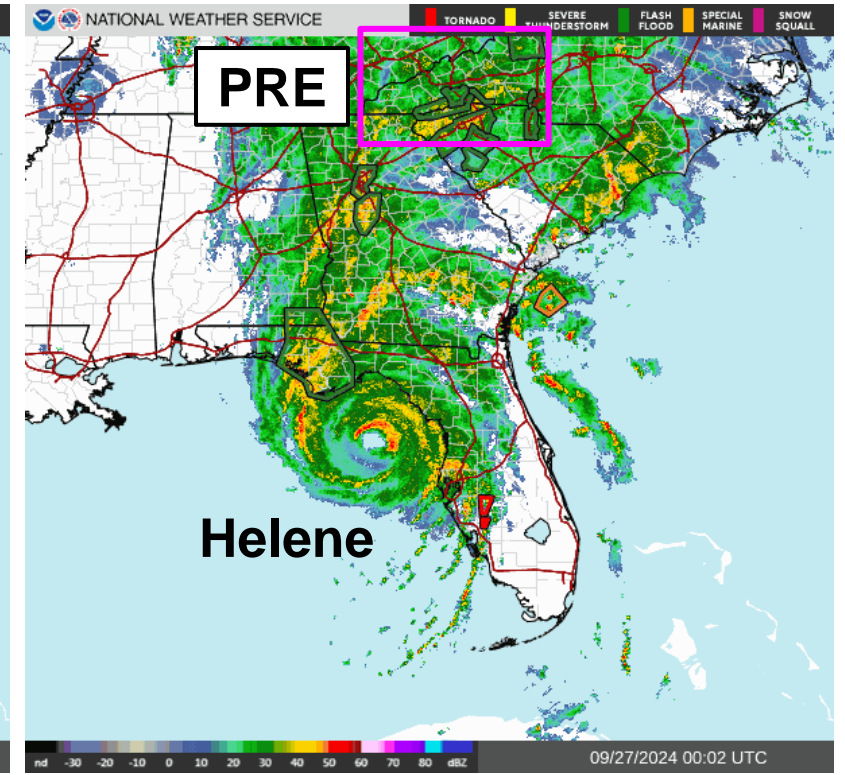 NATIONAL WEATHER SERVICE
TORNADO
SEVERE
THUNDERSTORM
FLASH
FLOOD
SPECIAL
MARINE
SNOW
SQUALL
PRE
Helene
nd -30 -20 -10 0 10 20 30 40 50 60 70 80 dBZ
09/27/2024 00:02 UTC